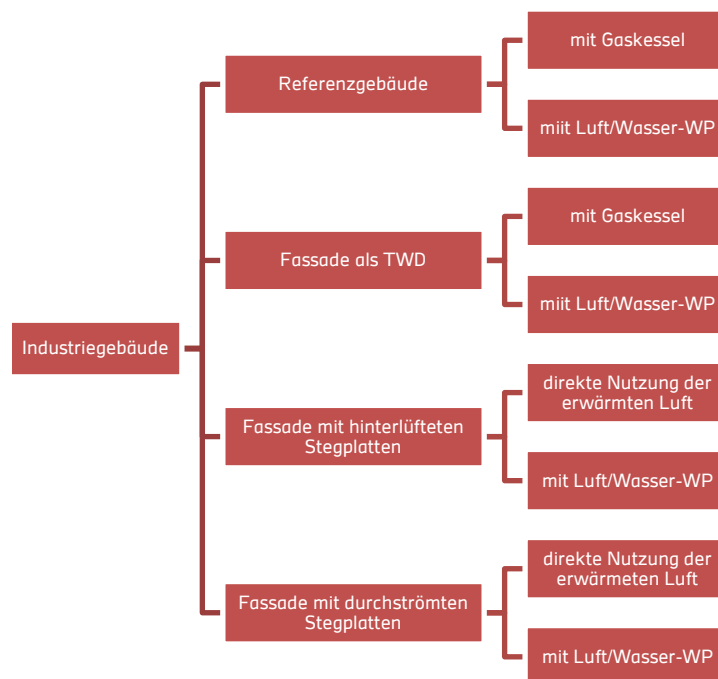 Industriegebäude
Referenzgebäude
mit Gaskessel
miit Luft/Wasser-WP
Fassade als TWD
mit Gaskessel
miit Luft/Wasser-WP
Fassade mit hinterlüfteten
Stegplatten
direkte Nutzung der
erwärmten Luft
mit Luft/Wasser-WP
Fassade mit durchströmten
Stegplatten
direkte Nutzung der
erwärmeten Luft
mit Luft/Wasser-WP